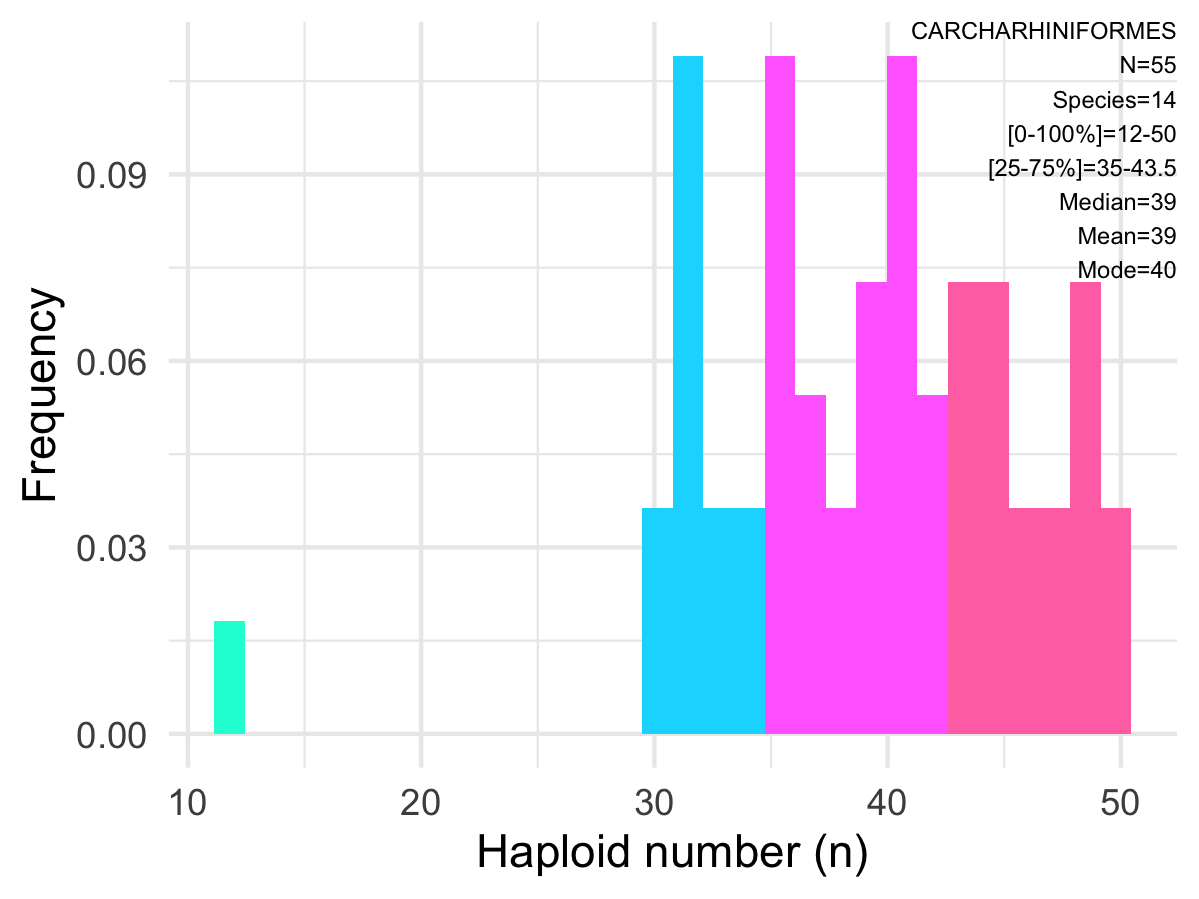 CARCHARHINIFORMES
N=55
Species=14
[0-100%]=12-50
[25-75%]=35-43.5
Median=39
Mean=39
Mode=40
Frequency
0.09
0.06
0.03
0.00
10 20 30 40 50
Haploid number (n)